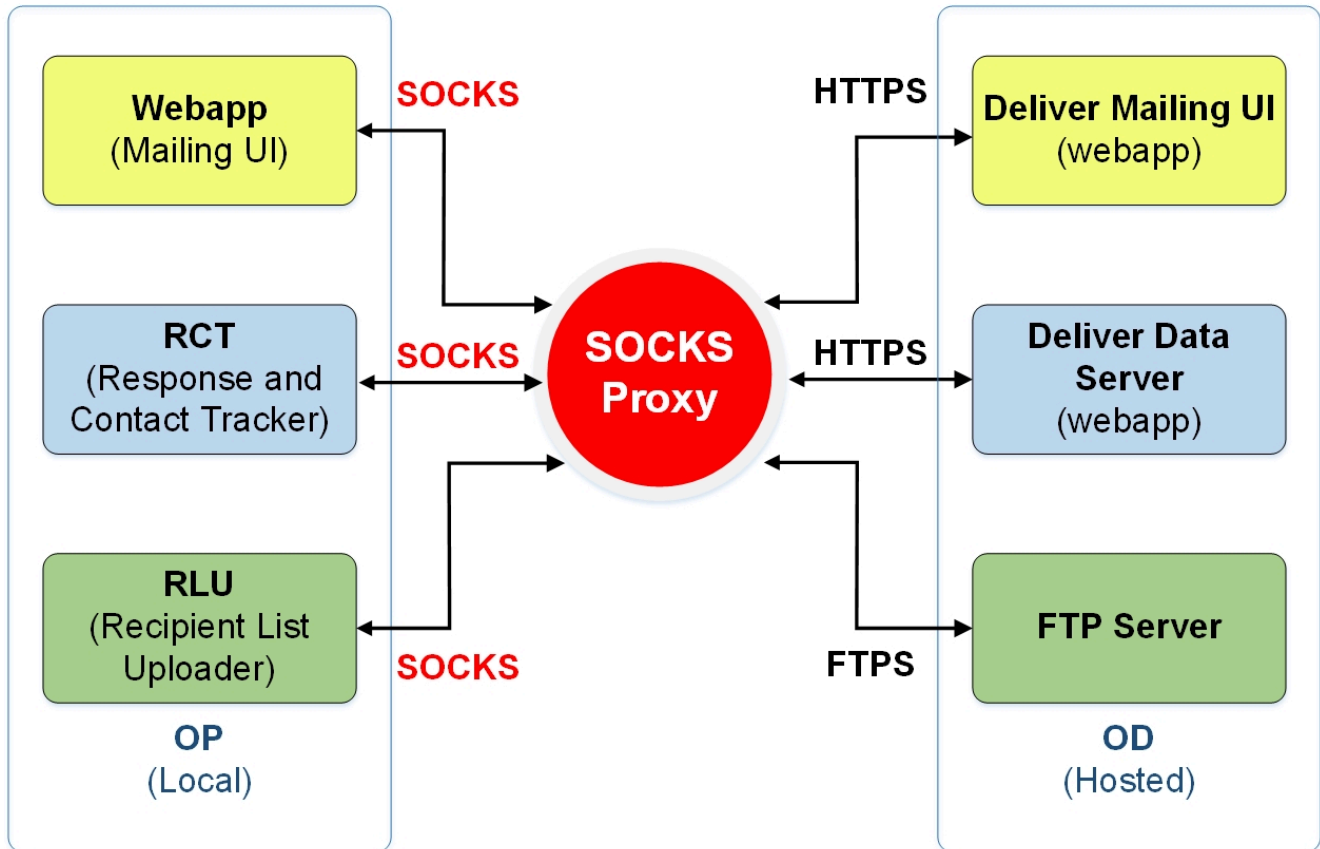 Webapp
(Mailing UI)
SOCKS
HTTPS
Deliver Mailing UI
(webapp)
RCT
(Response and
Contact Tracker)
SOCKS
SOCKS
Proxy
HTTPS
Deliver Data
Server
(webapp)
RLU
(Recipient List
Uploader)
SOCKS
FTPS
FTP Server
OP
(Local)
OD
(Hosted)